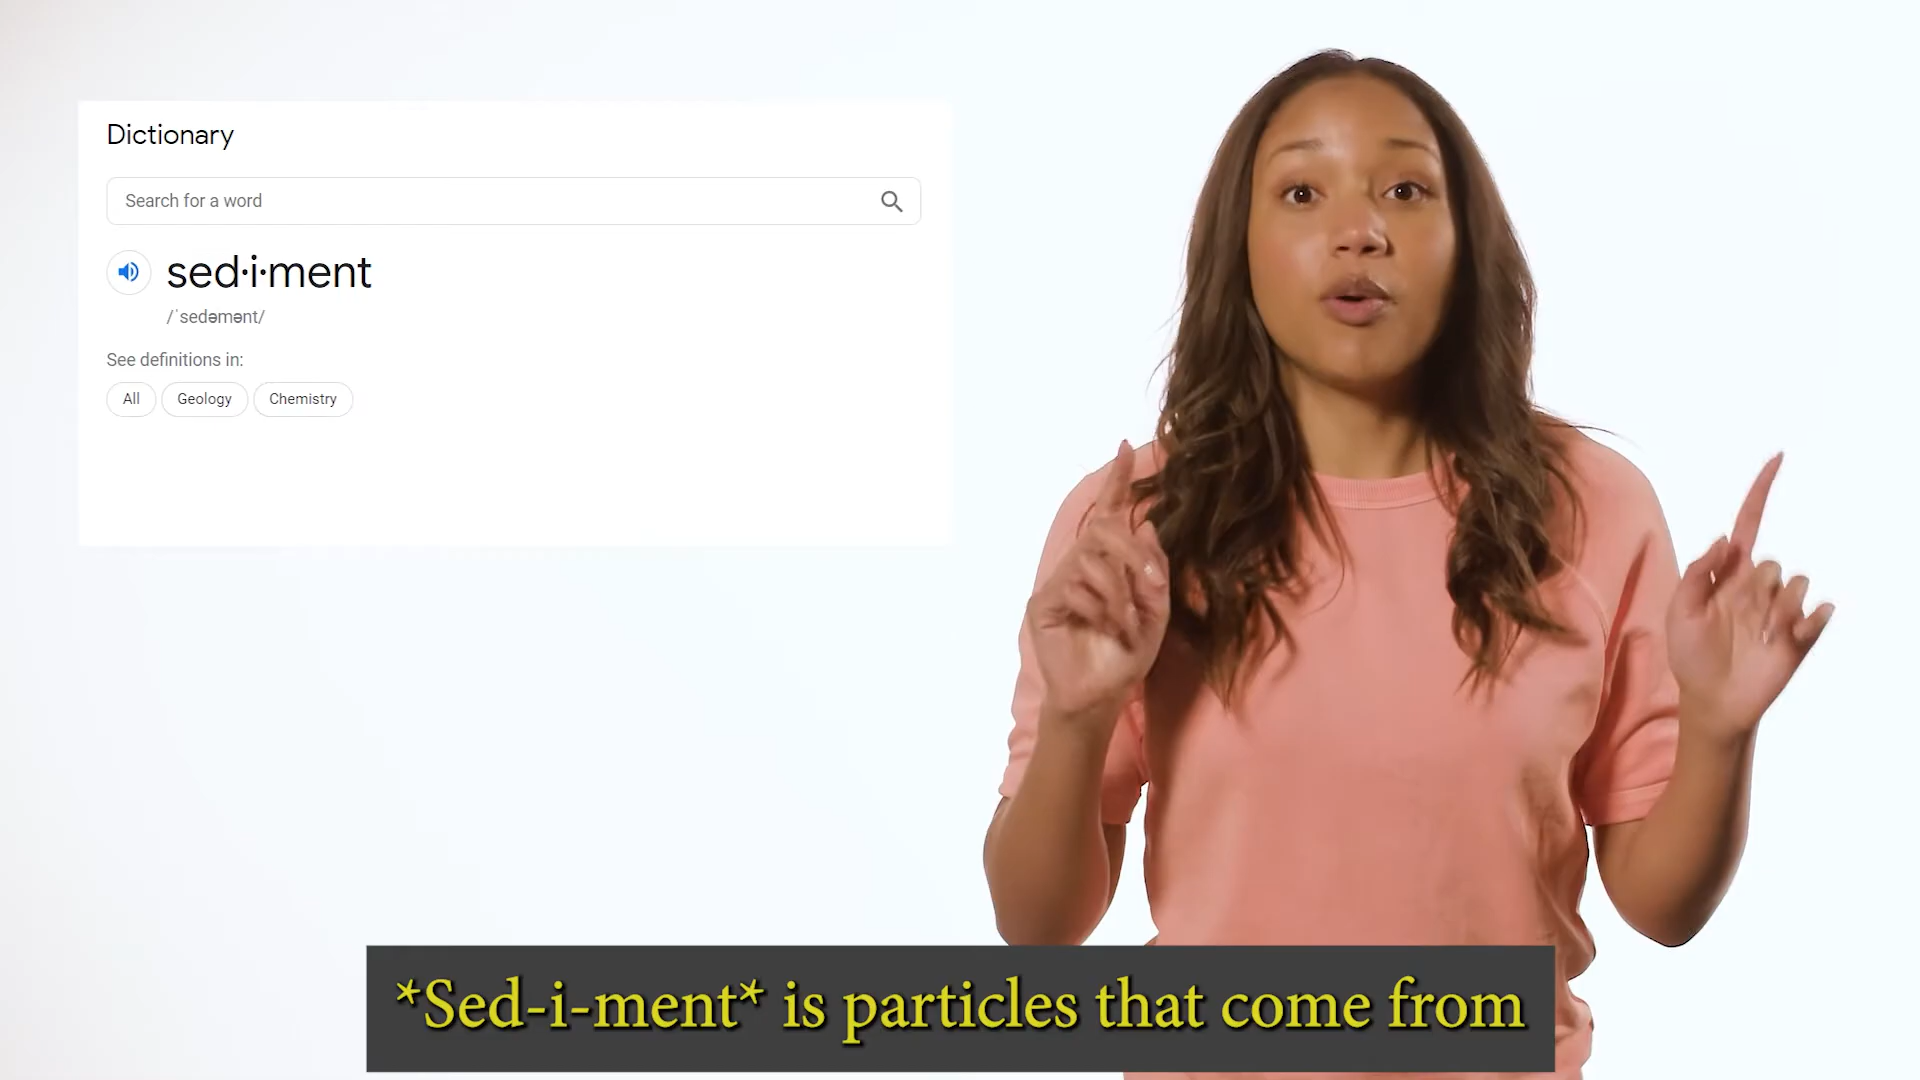 Dictionary
Search for a word
sed·i·ment
/ˈsedəmənt/
See definitions in:
All Geology Chemistry
*Sed-i-ment* is particles that come from